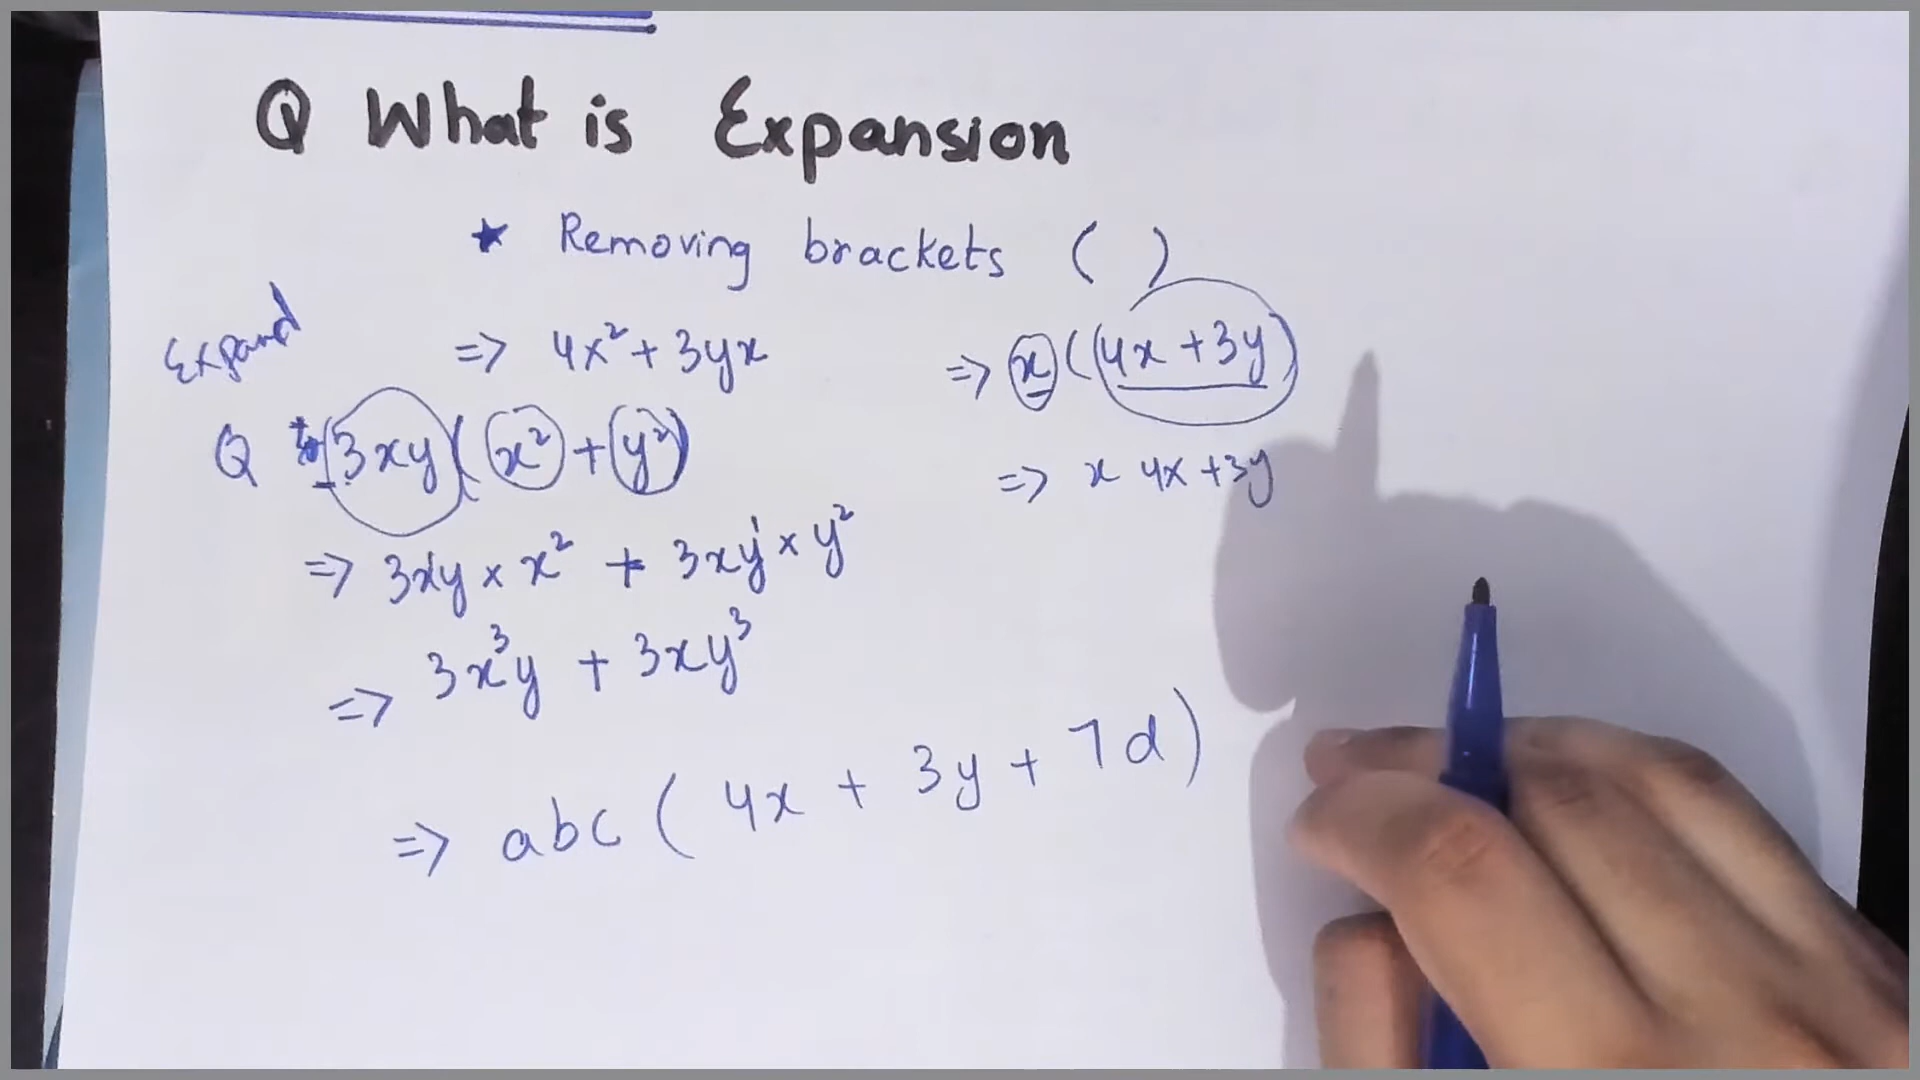 Q What is Expansion
★ Removing brackets ( )
Expand
=> 4x² + 3yx
=> x (4x + 3y)
=> x 4x + 3y
Q 3xy (x² + y²)
=> 3xy × x² + 3xy × y²
=> 3x³y + 3xy³
=> abc ( 4x + 3y + 7d )